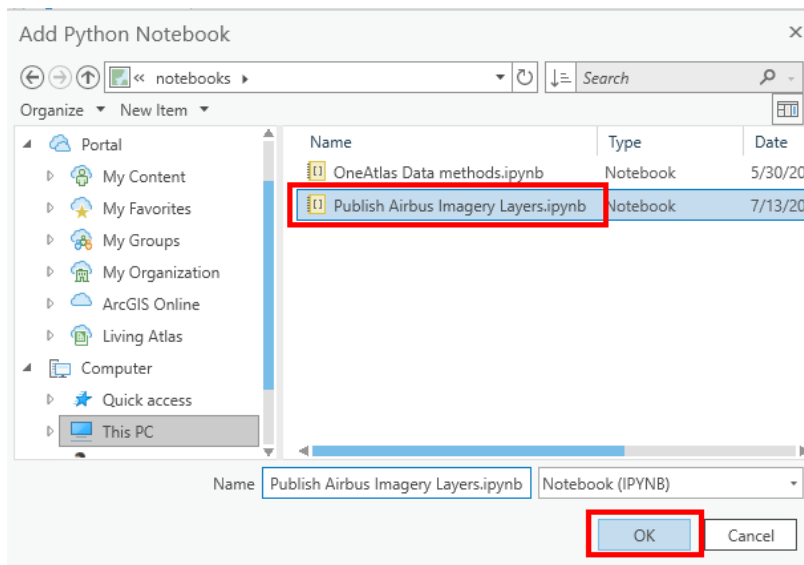 Add Python Notebook
« notebooks
Search
Organize New Item
Portal
My Content
My Favorites
My Groups
My Organization
ArcGIS Online
Living Atlas
Computer
Quick access
This PC
Name Type Date
OneAtlas Data methods.ipynb Notebook 5/30/20
Publish Airbus Imagery Layers.ipynb Notebook 7/13/20
Name Publish Airbus Imagery Layers.ipynb Notebook (IPYNB)
OK Cancel